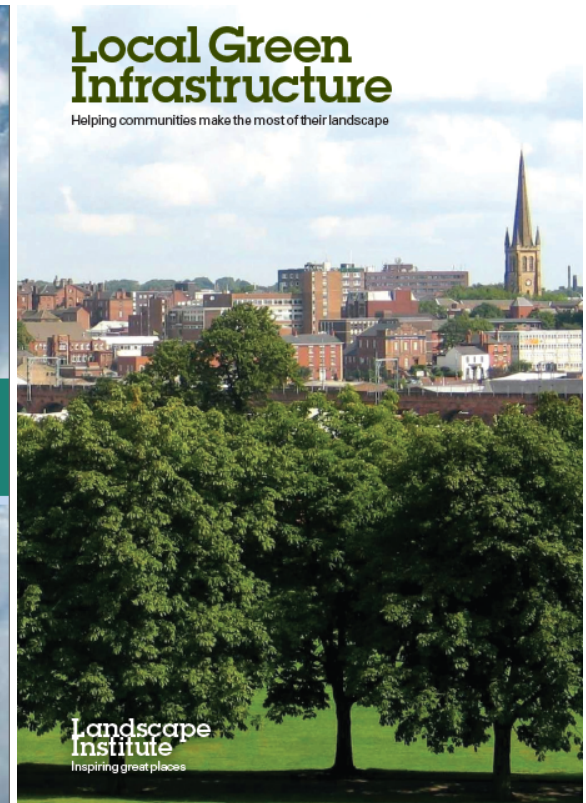 Local Green
Infrastructure
Helping communities make the most of their landscape
Landscape
Institute
Inspiring great places